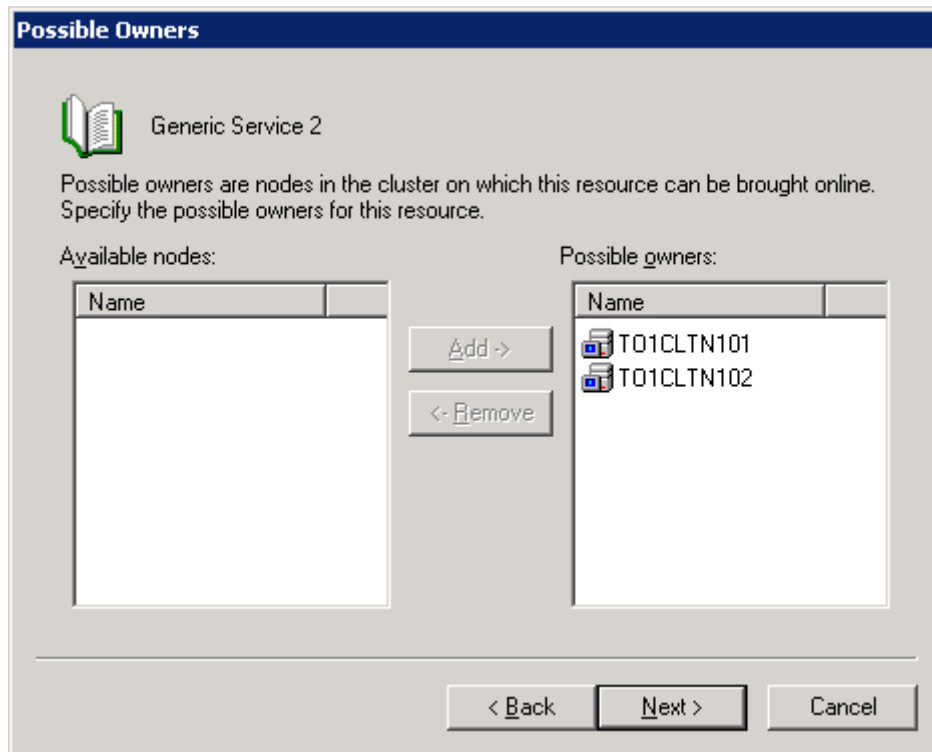 Possible Owners
Generic Service 2
Possible owners are nodes in the cluster on which this resource can be brought online.
Specify the possible owners for this resource.
Available nodes:
Possible owners:
Name
Name
Add ->
<- Remove
TO1CLTN101
TO1CLTN102
< Back
Next >
Cancel